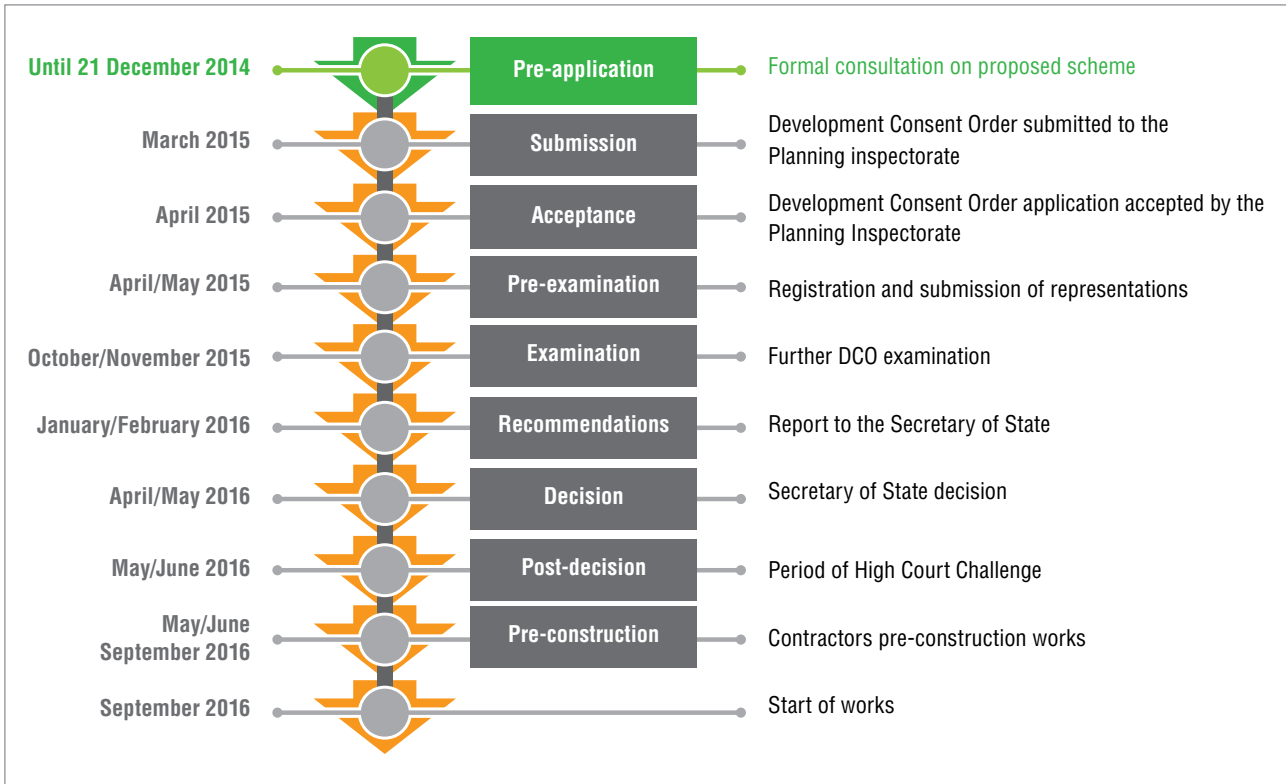 Until 21 December 2014
Pre-application
Formal consultation on proposed scheme
March 2015
Submission
Development Consent Order submitted to the
Planning inspectorate
April 2015
Acceptance
Development Consent Order application accepted by the
Planning Inspectorate
April/May 2015
Pre-examination
Registration and submission of representations
October/November 2015
Examination
Further DCO examination
January/February 2016
Recommendations
Report to the Secretary of State
April/May 2016
Decision
Secretary of State decision
May/June 2016
Post-decision
Period of High Court Challenge
May/June
September 2016
Pre-construction
Contractors pre-construction works
September 2016
Start of works